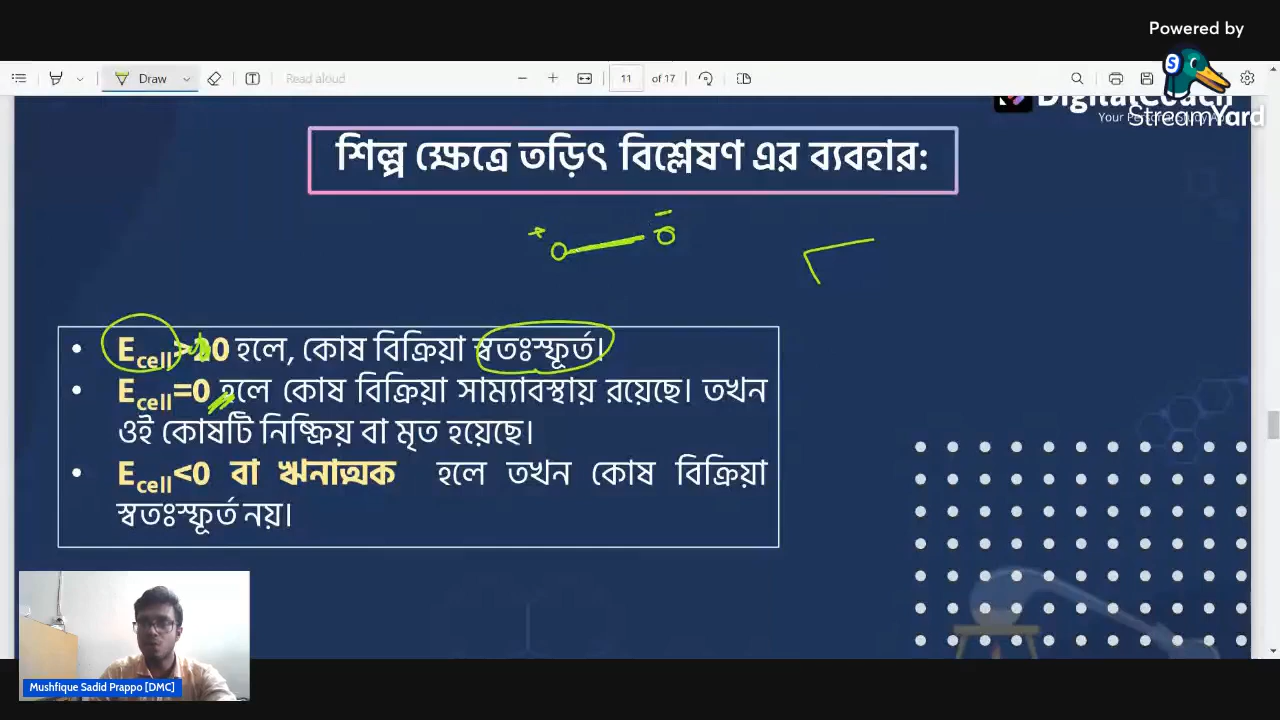 Powered by
Draw
Read aloud
11 of 17
DigitalCoach
StreamYard
শিল্প ক্ষেত্রে তড়িৎ বিশ্লেষণ এর ব্যবহার:
• Ecell>0 হলে, কোষ বিক্রিয়া স্বতঃস্ফূর্ত।
• Ecell=0 হলে কোষ বিক্রিয়া সাম্যাবস্থায় রয়েছে। তখন
ওই কোষটি নিষ্ক্রিয় বা মৃত হয়েছে।
• Ecell<0 বা ঋনাত্মক হলে তখন কোষ বিক্রিয়া
স্বতঃস্ফূর্ত নয়।
Mushfique Sadid Prappo [DMC]